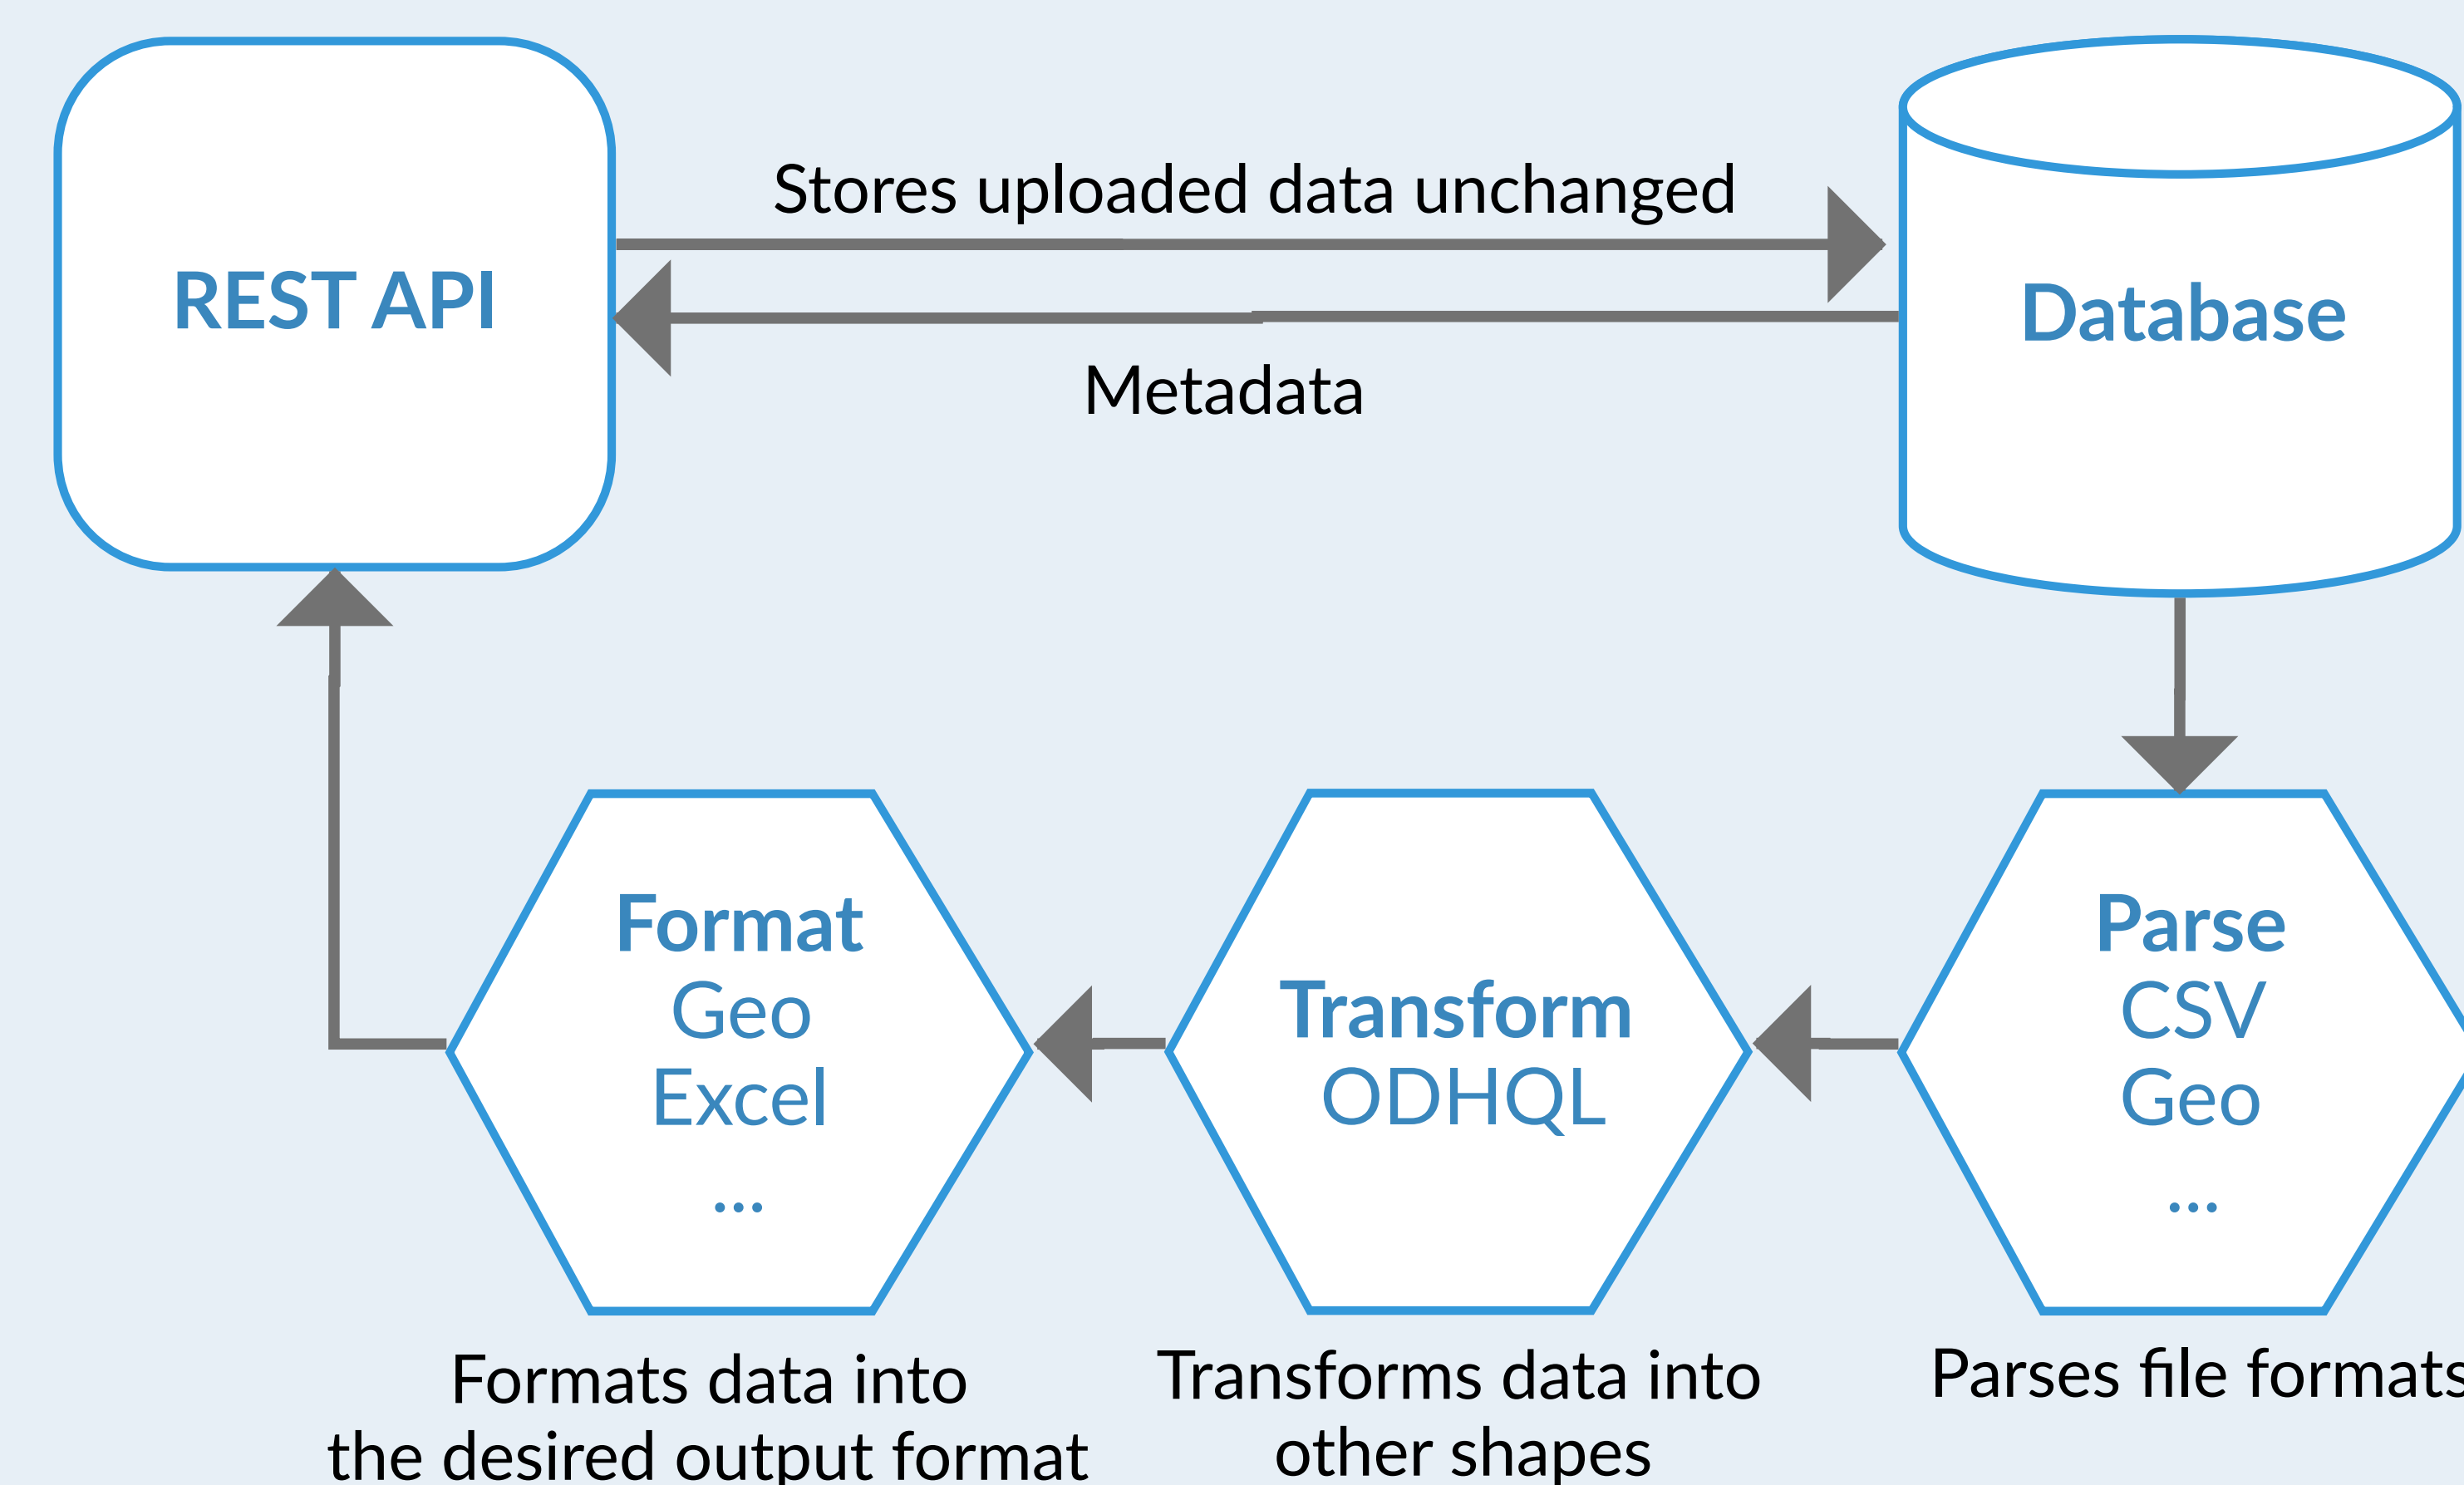 Stores uploaded data unchanged
REST API
Database
Metadata
Format
Geo
Excel
...
Transform
ODHQL
Parse
CSV
Geo
...
Formats data into
the desired output format
Transforms data into
other shapes
Parses file formats